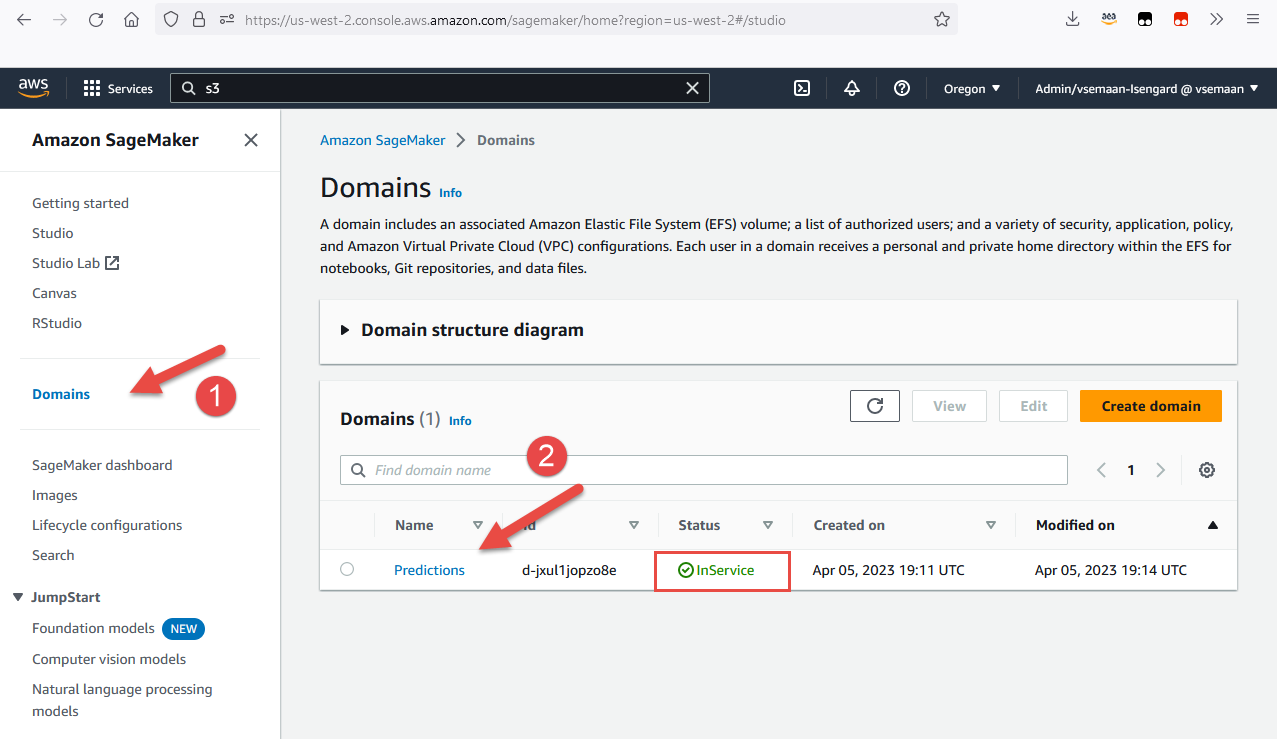 https://us-west-2.console.aws.amazon.com/sagemaker/home?region=us-west-2#/studio
aws
Services
s3
Oregon
Admin/vsemaan-Isengard @ vsemaan
Amazon SageMaker
Getting started
Studio
Studio Lab
Canvas
RStudio
Domains
1
SageMaker dashboard
Images
Lifecycle configurations
Search
JumpStart
Foundation models NEW
Computer vision models
Natural language processing
models
Amazon SageMaker
Domains
Domains Info
A domain includes an associated Amazon Elastic File System (EFS) volume; a list of authorized users; and a variety of security, application, policy,
and Amazon Virtual Private Cloud (VPC) configurations. Each user in a domain receives a personal and private home directory within the EFS for
notebooks, Git repositories, and data files.
Domain structure diagram
Domains (1) Info
View
Edit
Create domain
Find domain name
2
1
Name
Status
Created on
Modified on
Predictions
d-jxul1jopzo8e
InService
Apr 05, 2023 19:11 UTC
Apr 05, 2023 19:14 UTC